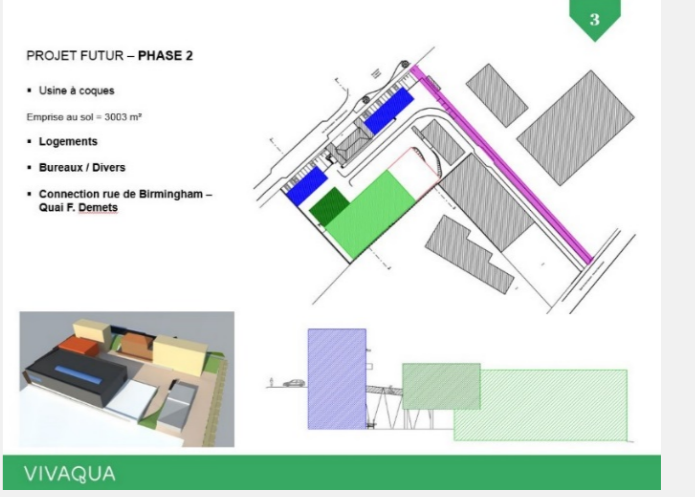 3
PROJET FUTUR – PHASE 2
▪ Usine à coques
Emprise au sol = 3003 m²
▪ Logements
▪ Bureaux / Divers
▪ Connection rue de Birmingham –
Quai F. Demets
VIVAQUA